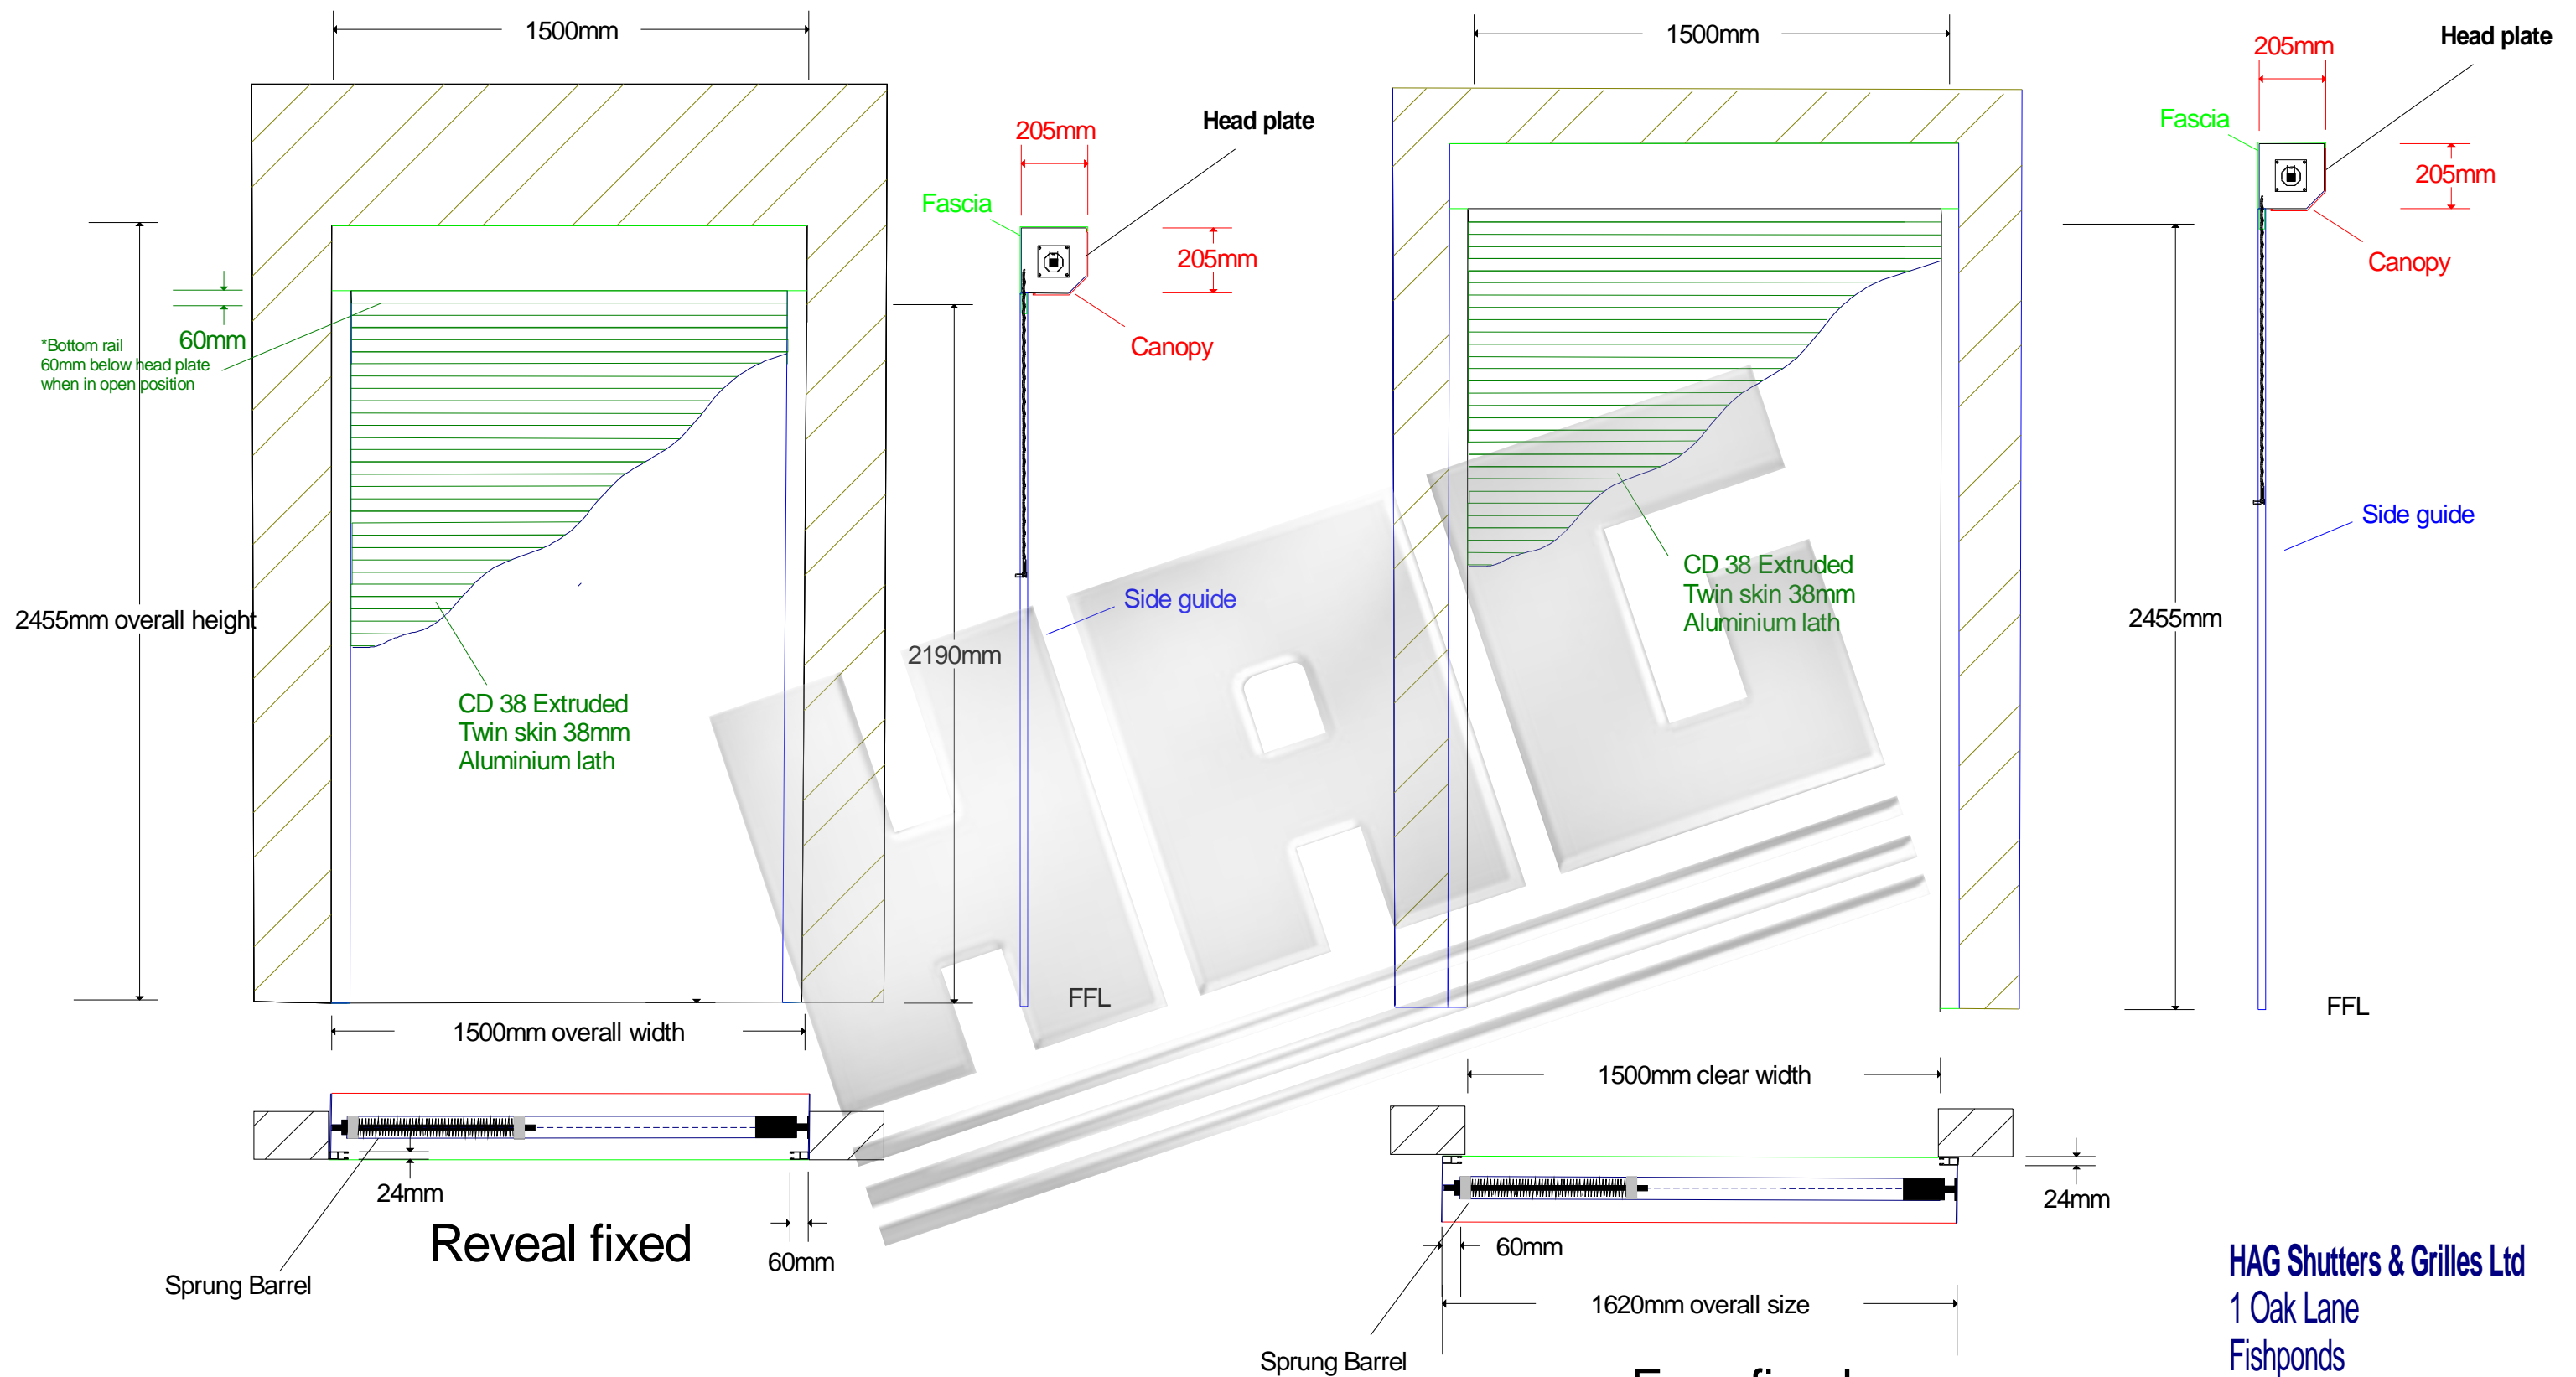 1500mm
Head plate
205mm
Fascia
205mm
Canopy
60mm
*Bottom rail
60mm below head plate
when in open position
2455mm overall height
Side guide
2190mm
CD 38 Extruded
Twin skin 38mm
Aluminium lath
FFL
1500mm overall width
24mm
Reveal fixed
60mm
Sprung Barrel
1500mm
205mm
Head plate
Fascia
205mm
Canopy
Side guide
CD 38 Extruded
Twin skin 38mm
Aluminium lath
2455mm
FFL
1500mm clear width
24mm
60mm
1620mm overall size
Sprung Barrel
HAG
HAG Shutters & Grilles Ltd
1 Oak Lane
Fishponds